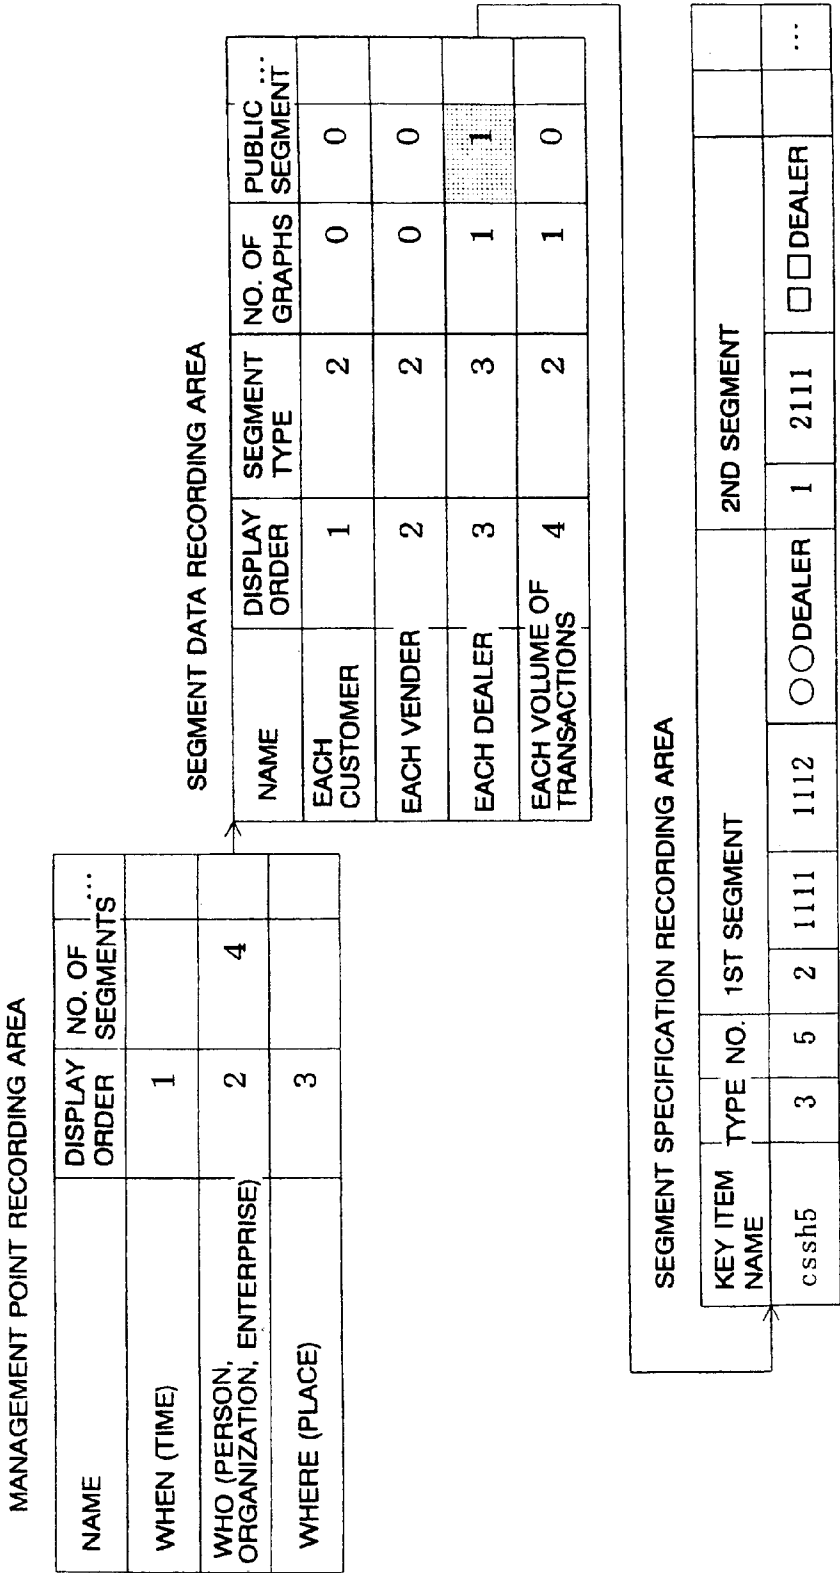 MANAGEMENT POINT RECORDING AREA
NAME
DISPLAY
ORDER
NO. OF
SEGMENTS
...
WHEN (TIME)
1
WHO (PERSON,
ORGANIZATION, ENTERPRISE)
2
4
WHERE (PLACE)
3
SEGMENT DATA RECORDING AREA
NAME
DISPLAY
ORDER
SEGMENT
TYPE
NO. OF
GRAPHS
PUBLIC
SEGMENT
...
EACH
CUSTOMER
1
2
0
0
EACH VENDER
2
2
0
0
EACH DEALER
3
3
1
1
EACH VOLUME OF
TRANSACTIONS
4
2
1
0
SEGMENT SPECIFICATION RECORDING AREA
KEY ITEM
NAME
TYPE
NO.
1ST SEGMENT
2ND SEGMENT
cssh5
3
5
2
1111
1112
○○DEALER
1
2111
□□DEALER
...